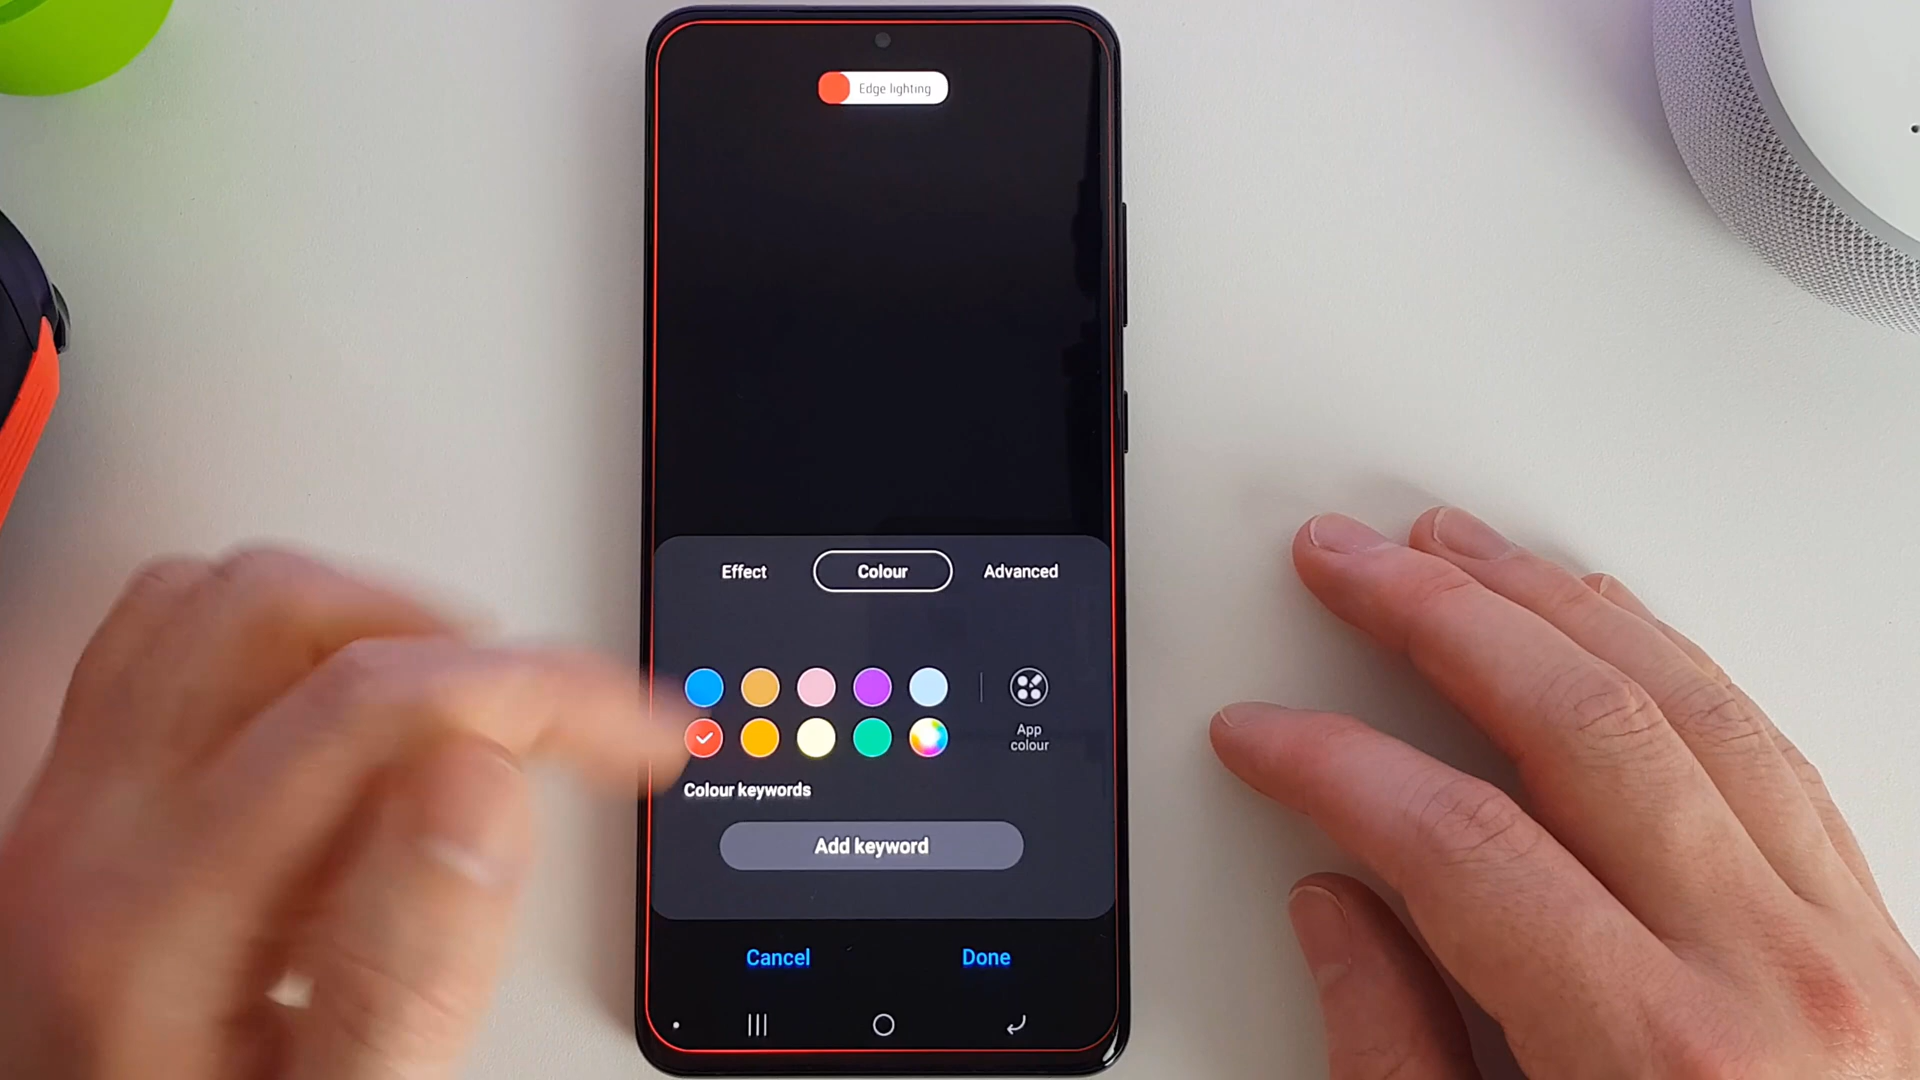 Edge lighting
Effect
Colour
Advanced
App
colour
Colour keywords
Add keyword
Cancel
Done